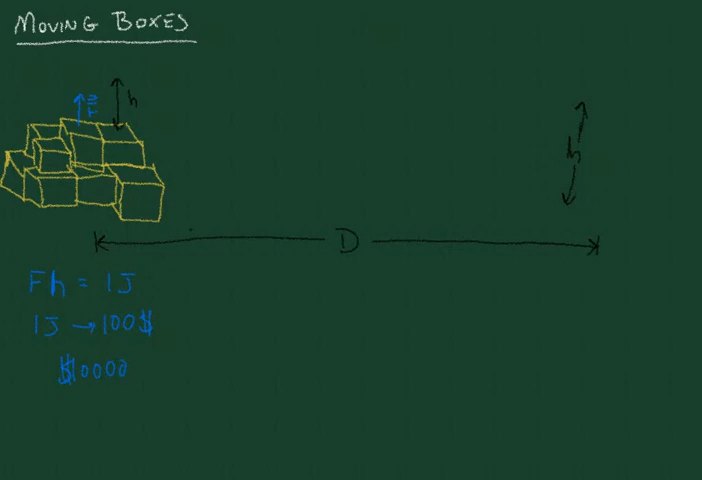 MOVING BOXES
F
h
h
D
Fh = 1J
1J → 100$
$10000